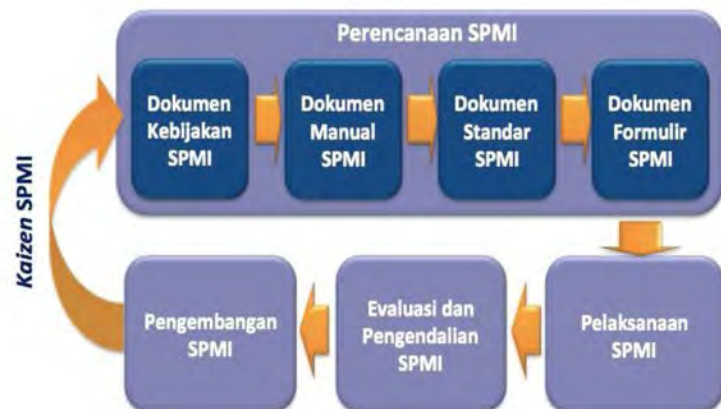 Perencanaan SPMI
Dokumen
Kebijakan
SPMI
Dokumen
Manual
SPMI
Dokumen
Standar
SPMI
Dokumen
Formulir
SPMI
Kaizen SPMI
Pelaksanaan
SPMI
Evaluasi dan
Pengendalian
SPMI
Pengembangan
SPMI